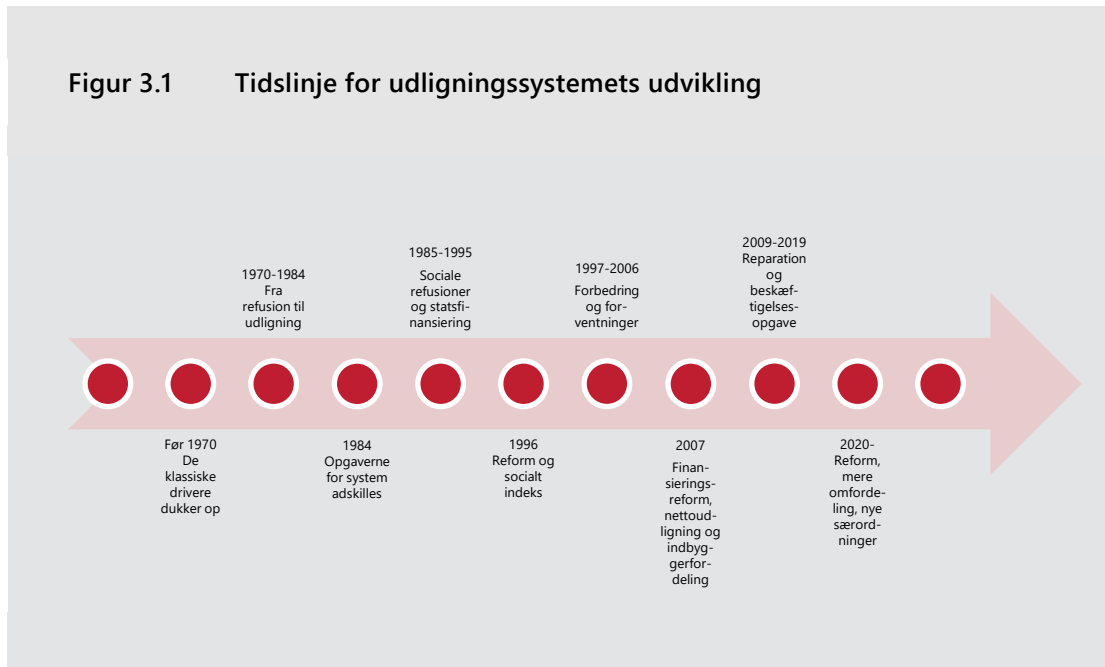 Figur 3.1 Tidslinje for udligningssystemets udvikling
Før 1970
De
klassiske
drivere
dukker op
1970-1984
Fra
refusion til
udligning
1984
Opgaverne
for system
adskilles
1985-1995
Sociale
refusioner
og statsfi-
nansiering
1996
Reform og
socialt
indeks
1997-2006
Forbedring
og for-
ventninger
2007
Finan-
sierings-
reform,
nettoud-
ligning og
indbyg-
gerfor-
deling
2009-2019
Reparation
og
beskæf-
tigelses-
opgave
2020-
Reform,
mere
omforde-
ling, nye
særord-
ninger